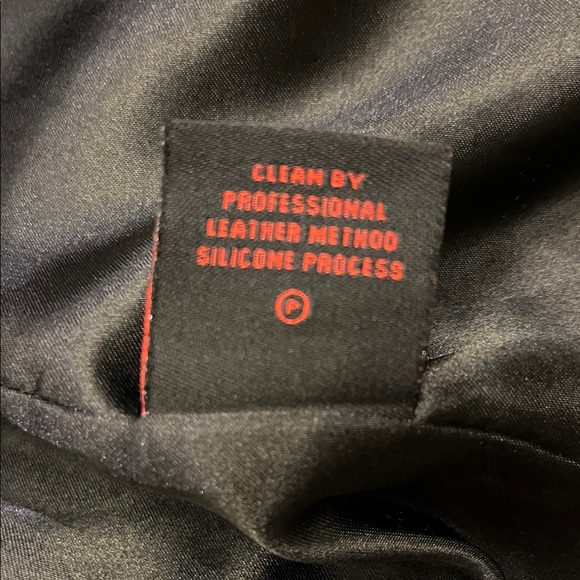 CLEAN BY
PROFESSIONAL
LEATHER METHOD
SILICONE PROCESS
P